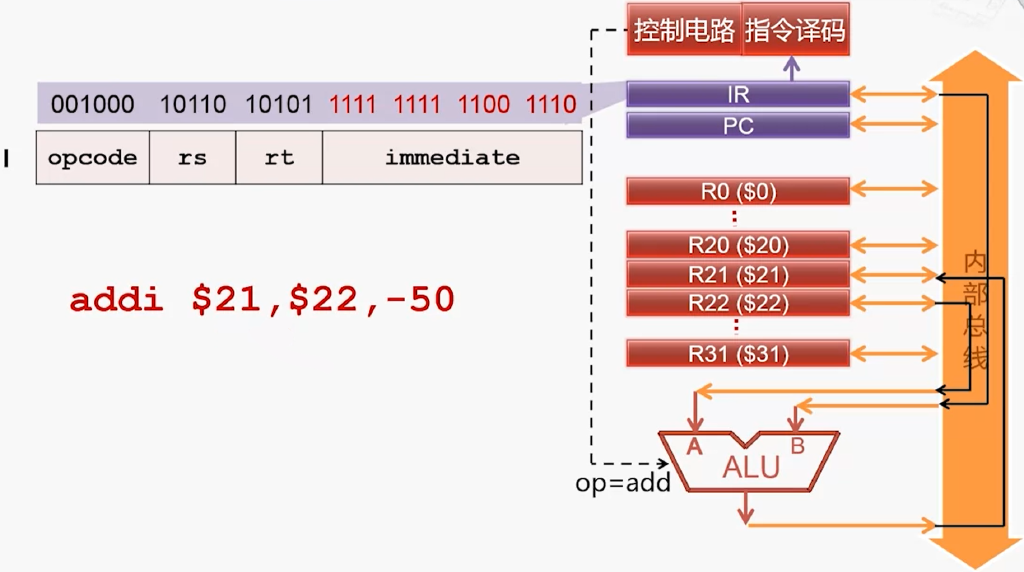 控制电路 指令译码
001000 10110 10101 1111 1111 1100 1110
IR
PC
I opcode rs rt immediate
R0 ($0)
R20 ($20)
R21 ($21)
R22 ($22)
R31 ($31)
内部总线
addi $21,$22,-50
A B
ALU
op=add